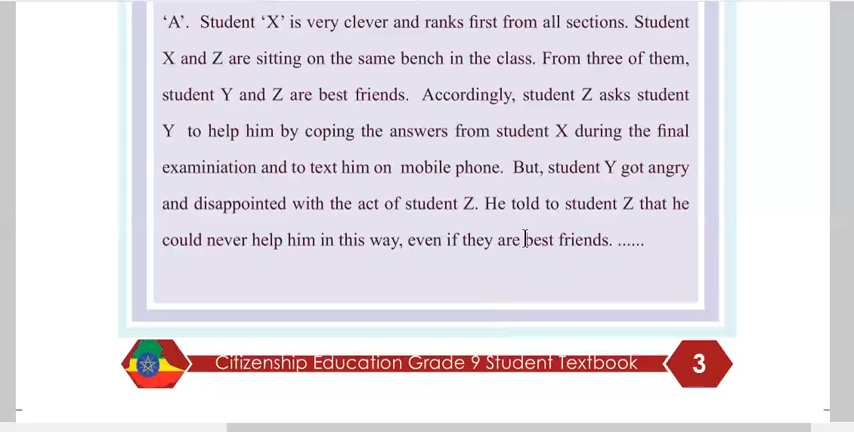 ‘A’. Student ‘X’ is very clever and ranks first from all sections. Student
X and Z are sitting on the same bench in the class. From three of them,
student Y and Z are best friends. Accordingly, student Z asks student
Y to help him by coping the answers from student X during the final
examiniation and to text him on mobile phone. But, student Y got angry
and disappointed with the act of student Z. He told to student Z that he
could never help him in this way, even if they are best friends. ......
Citizenship Education Grade 9 Student Textbook
3